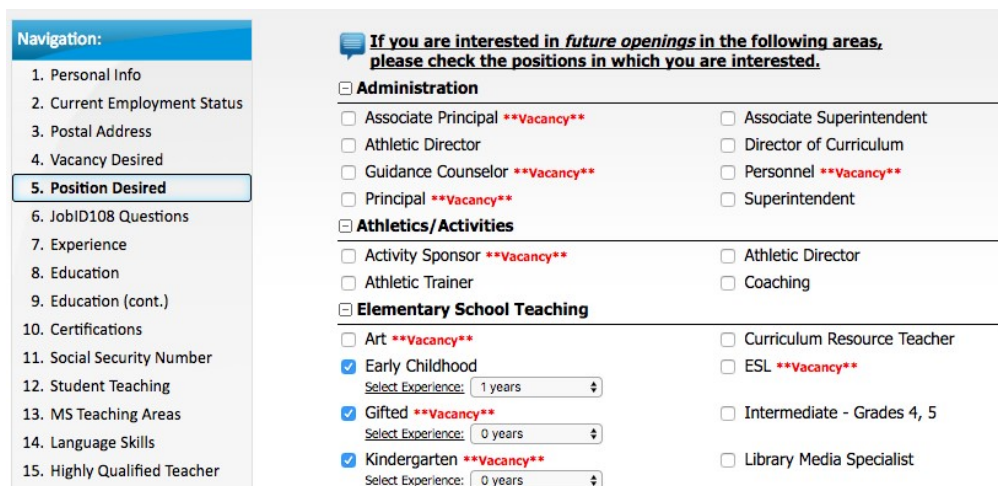 Navigation:
1. Personal Info
2. Current Employment Status
3. Postal Address
4. Vacancy Desired
5. Position Desired
6. JobID108 Questions
7. Experience
8. Education
9. Education (cont.)
10. Certifications
11. Social Security Number
12. Student Teaching
13. MS Teaching Areas
14. Language Skills
15. Highly Qualified Teacher
If you are interested in future openings in the following areas,
please check the positions in which you are interested.
Administration
Associate Principal **Vacancy** Associate Superintendent
Athletic Director Director of Curriculum
Guidance Counselor **Vacancy** Personnel **Vacancy**
Principal **Vacancy** Superintendent
Athletics/Activities
Activity Sponsor **Vacancy** Athletic Director
Athletic Trainer Coaching
Elementary School Teaching
Art **Vacancy** Curriculum Resource Teacher
Early Childhood ESL **Vacancy**
Select Experience: 1 years
Gifted **Vacancy** Intermediate - Grades 4, 5
Select Experience: 0 years
Kindergarten **Vacancy** Library Media Specialist
Select Experience: 0 years